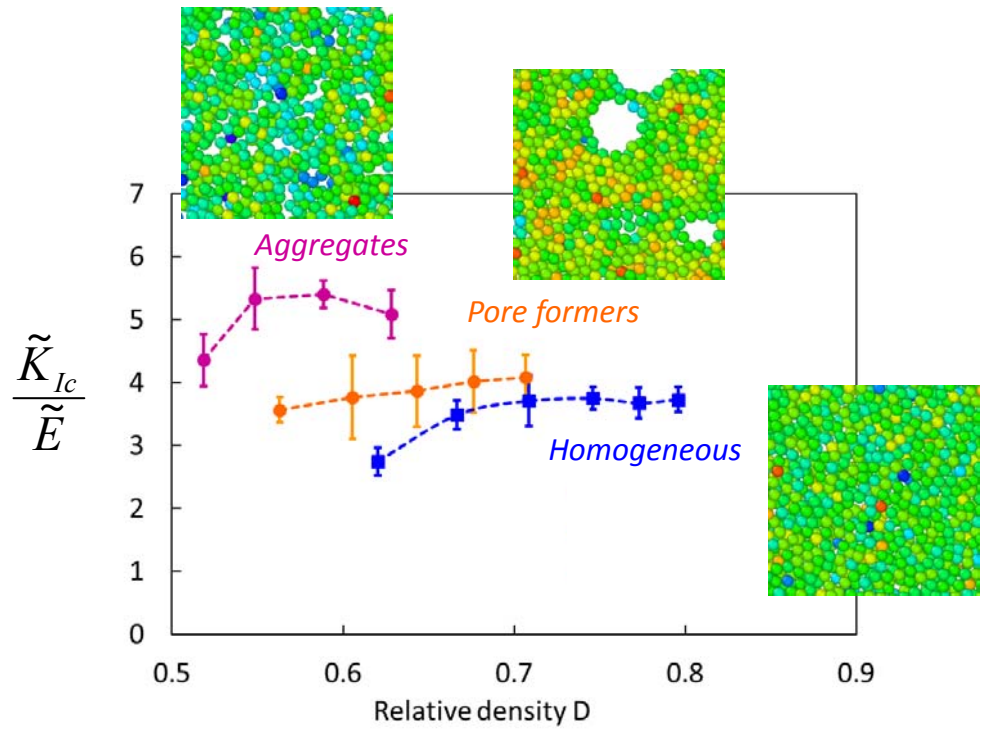 7
Aggregates
6
Pore formers
5
K̃Ic
Ẽ
4
3
Homogeneous
2
1
0
0.5 0.6 0.7 0.8 0.9
Relative density D